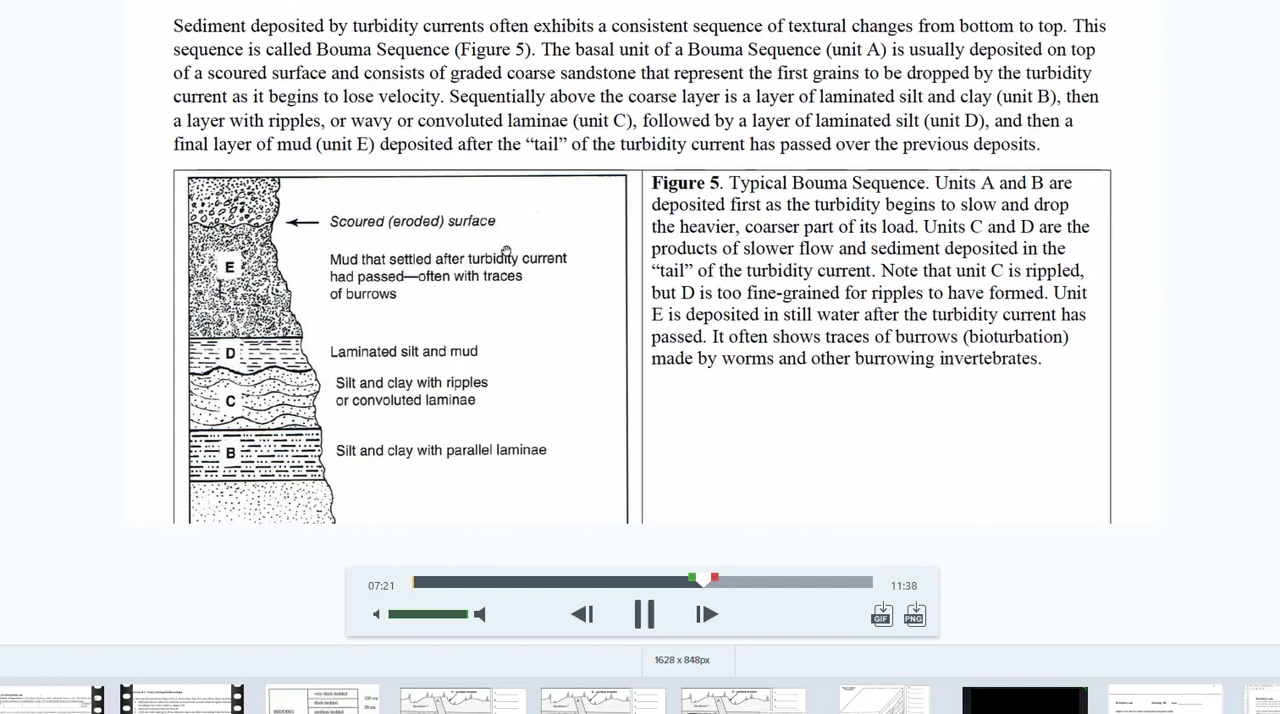 Sediment deposited by turbidity currents often exhibits a consistent sequence of textural changes from bottom to top. This
sequence is called Bouma Sequence (Figure 5). The basal unit of a Bouma Sequence (unit A) is usually deposited on top
of a scoured surface and consists of graded coarse sandstone that represent the first grains to be dropped by the turbidity
current as it begins to lose velocity. Sequentially above the coarse layer is a layer of laminated silt and clay (unit B), then
a layer with ripples, or wavy or convoluted laminae (unit C), followed by a layer of laminated silt (unit D), and then a
final layer of mud (unit E) deposited after the “tail” of the turbidity current has passed over the previous deposits.
Scoured (eroded) surface
E
Mud that settled after turbidity current
had passed—often with traces
of burrows
D
Laminated silt and mud
C
Silt and clay with ripples
or convoluted laminae
B
Silt and clay with parallel laminae
Figure 5. Typical Bouma Sequence. Units A and B are
deposited first as the turbidity begins to slow and drop
the heavier, coarser part of its load. Units C and D are the
products of slower flow and sediment deposited in the
“tail” of the turbidity current. Note that unit C is rippled,
but D is too fine-grained for ripples to have formed. Unit
E is deposited in still water after the turbidity current has
passed. It often shows traces of burrows (bioturbation)
made by worms and other burrowing invertebrates.
07:21
11:38
GIF
PNG
1628 x 848px
very thick-bedded
thick-bedded
BEDDING